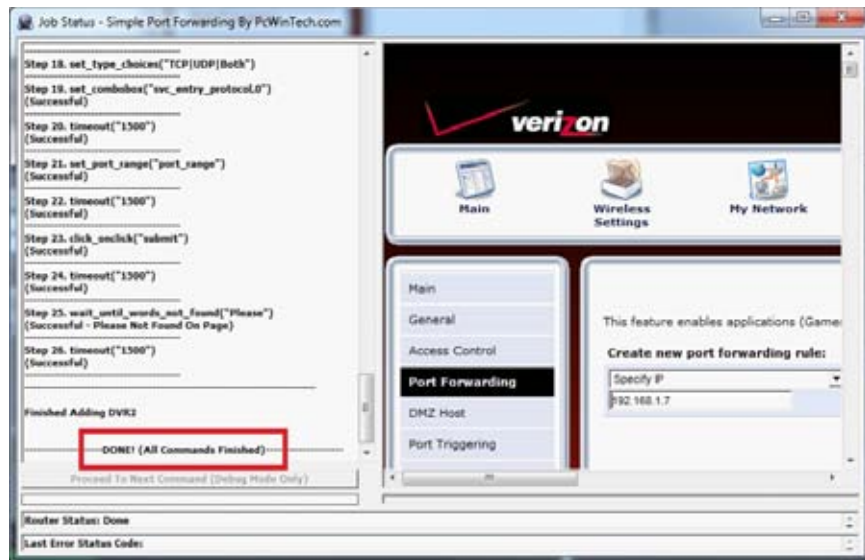 Job Status - Simple Port Forwarding By PcWinTech.com
Step 18. set_type_choices("TCP|UDP|Both")
Step 19. set_combobox("svc_entry_protocol,0")
(Successful)
Step 20. timeout("1500")
(Successful)
Step 21. set_port_range("port_range")
(Successful)
Step 22. timeout("1500")
(Successful)
Step 23. click_onclick("submit")
(Successful)
Step 24. timeout("1500")
(Successful)
Step 25. wait_until_words_not_found("Please")
(Successful - Please Not Found On Page)
Step 26. timeout("1500")
(Successful)
Finished Adding DVR2
DONE! (All Commands Finished)
Proceed To Next Command (Debug Mode Only)
verizon
Main
Wireless Settings
My Network
Main
General
Access Control
Port Forwarding
DMZ Host
Port Triggering
This feature enables applications (Games
Create new port forwarding rule:
Specify IP
192.168.1.7
Router Status: Done
Last Error Status Code: